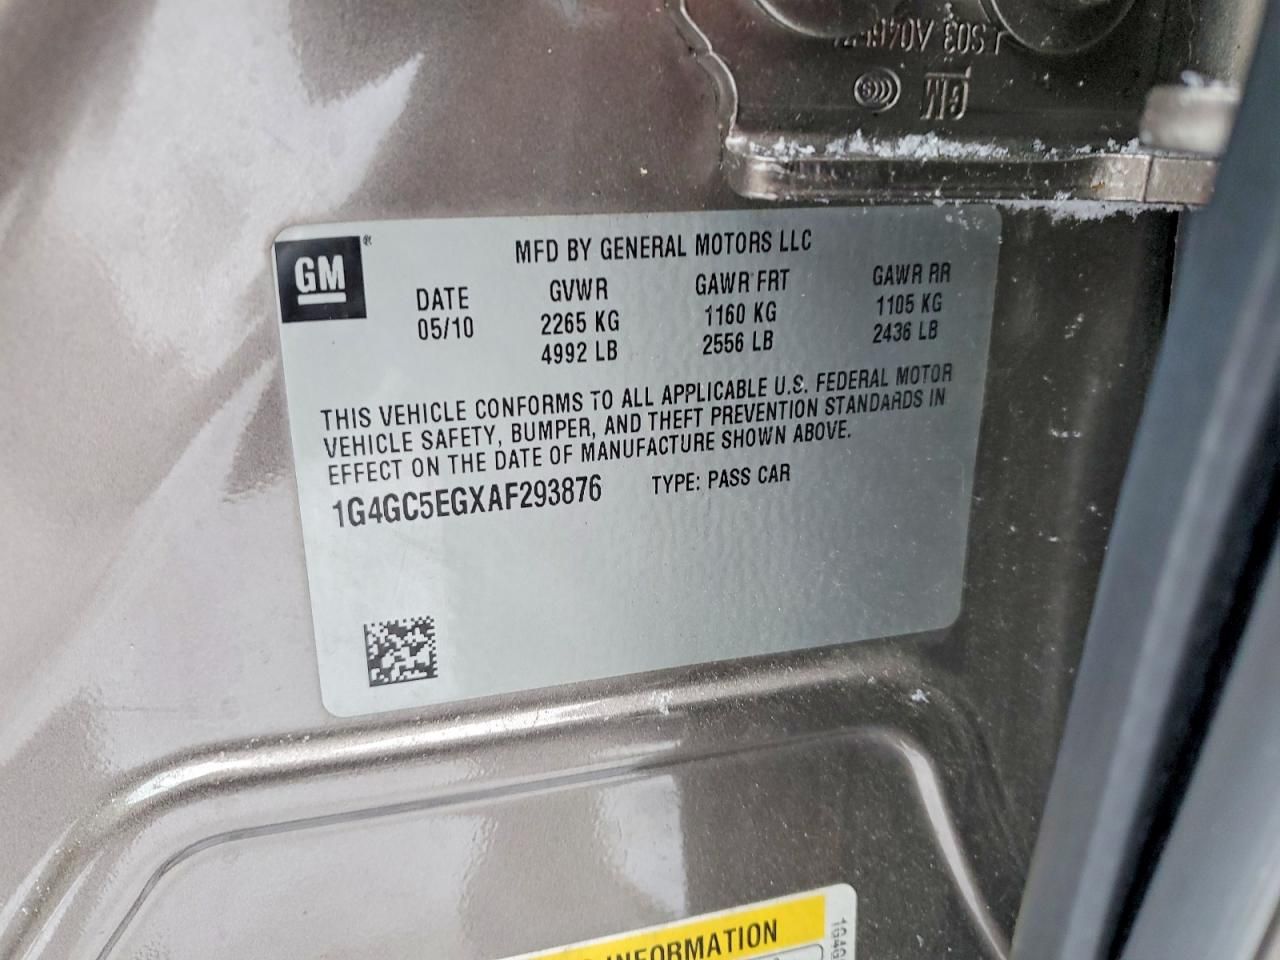 GM
GM
®
MFD BY GENERAL MOTORS LLC
DATE GVWR GAWR FRT GAWR RR
05/10 2265 KG 1160 KG 1105 KG
4992 LB 2556 LB 2436 LB
THIS VEHICLE CONFORMS TO ALL APPLICABLE U.S. FEDERAL MOTOR
VEHICLE SAFETY, BUMPER, AND THEFT PREVENTION STANDARDS IN
EFFECT ON THE DATE OF MANUFACTURE SHOWN ABOVE.
1G4GC5EGXAF293876 TYPE: PASS CAR
INFORMATION